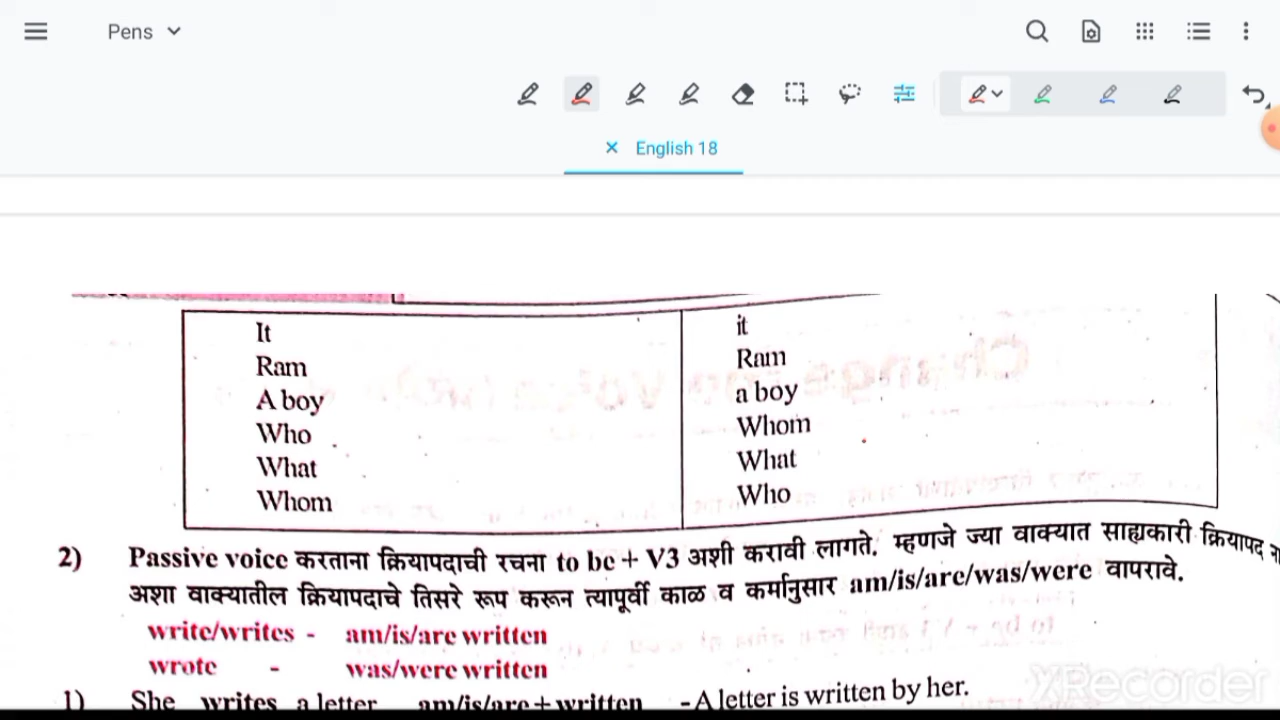 Pens
English 18
It it
Ram Ram
A boy a boy
Who Whom
What What
Whom Who
2) Passive voice करताना क्रियापदाची रचना to be + V3 अशी करावी लागते. म्हणजे ज्या वाक्यात साह्यकारी क्रियापद
अशा वाक्यातील क्रियापदाचे तिसरे रूप करून त्यापूर्वी काळ व कर्मानुसार am/is/are/was/were वापरावे.
write/writes - am/is/are written
wrote - was/were written
1) She writes a letter am/is/are + written - A letter is written by her.
XRecorder